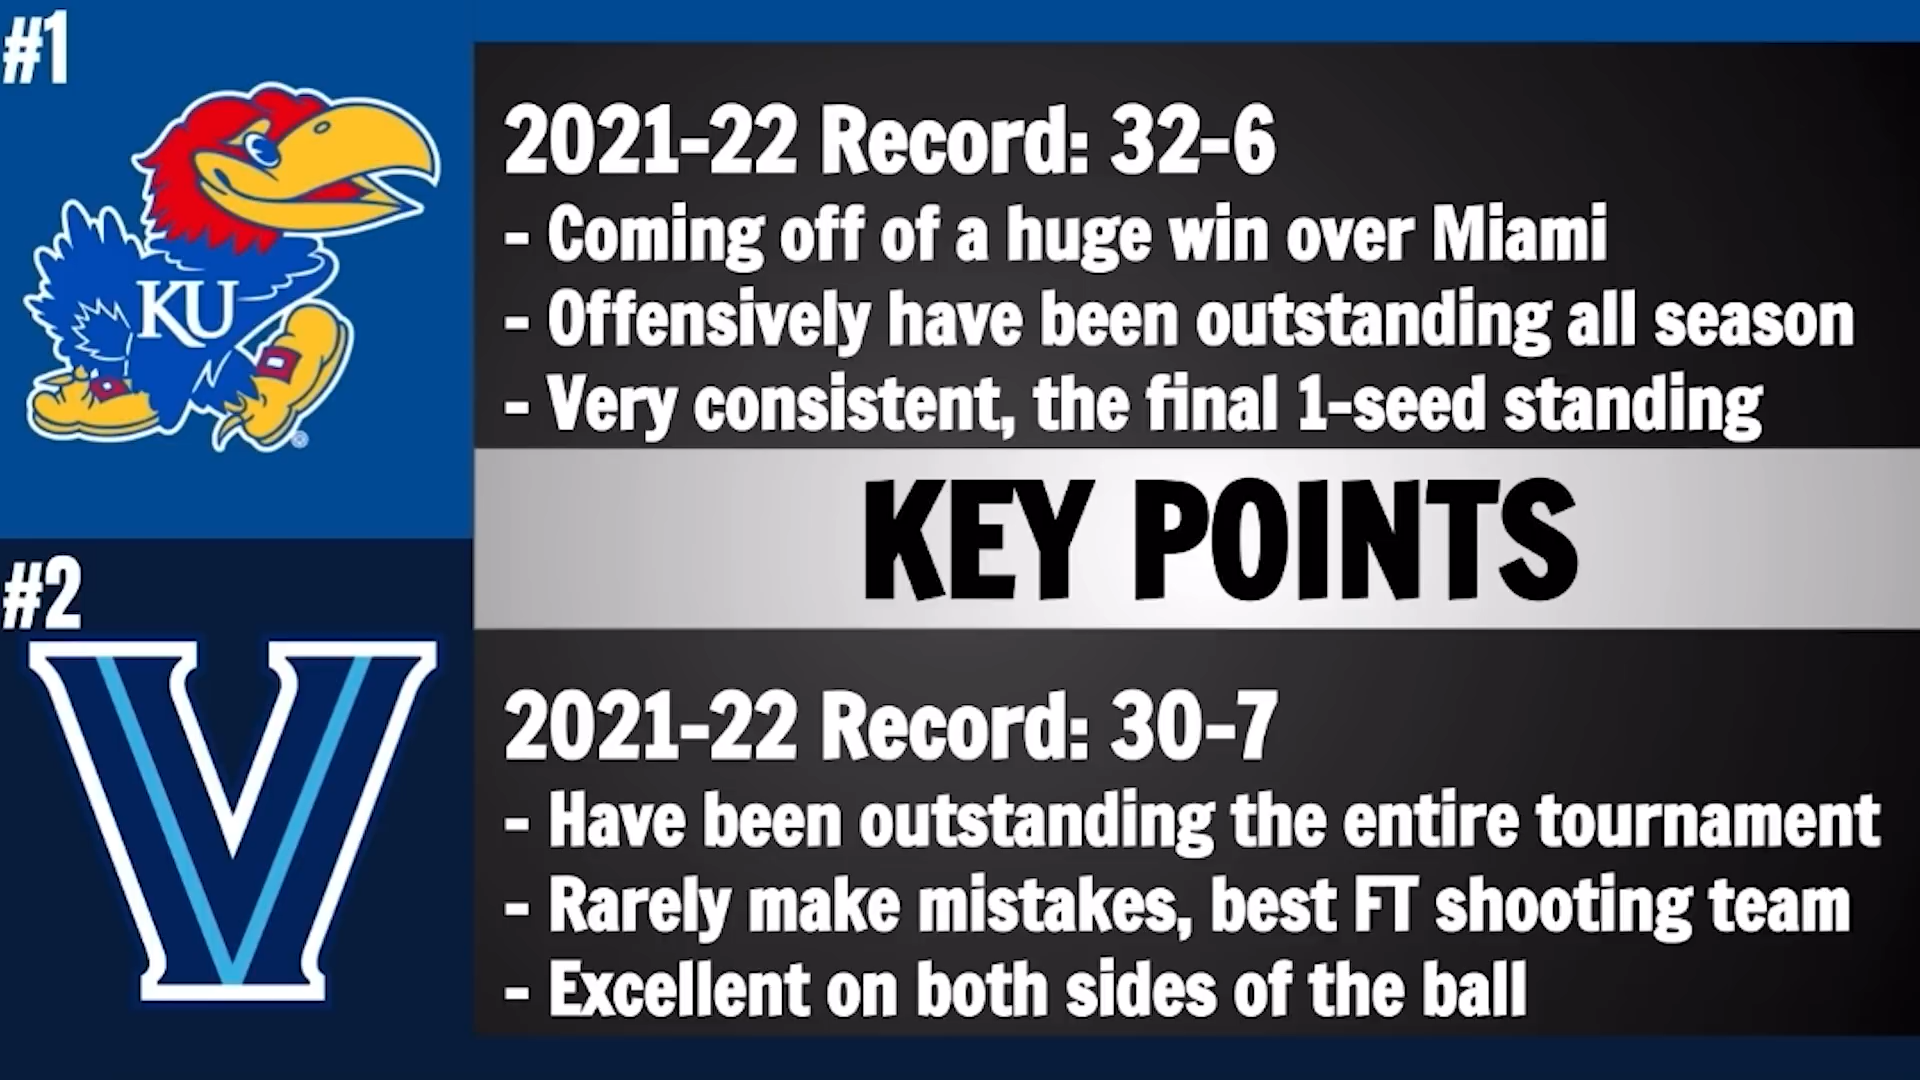 #1
KU
2021-22 Record: 32-6
- Coming off of a huge win over Miami
- Offensively have been outstanding all season
- Very consistent, the final 1-seed standing
KEY POINTS
#2
V
2021-22 Record: 30-7
- Have been outstanding the entire tournament
- Rarely make mistakes, best FT shooting team
- Excellent on both sides of the ball